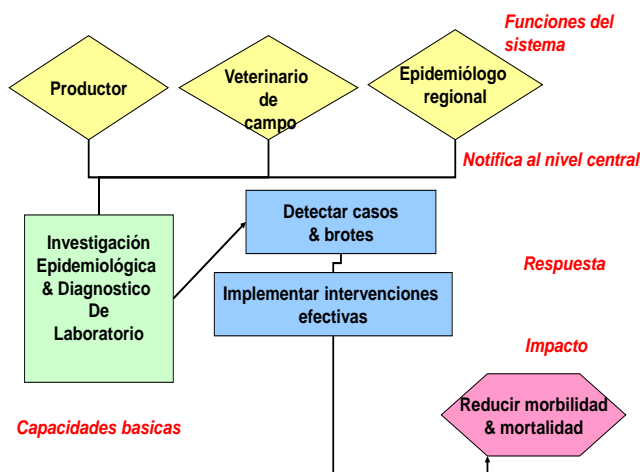 Funciones del
sistema
Productor
Veterinario
de
campo
Epidemiólogo
regional
Notifica al nivel central
Detectar casos
& brotes
Investigación
Epidemiológica
& Diagnostico
De
Laboratorio
Respuesta
Implementar intervenciones
efectivas
Impacto
Reducir morbilidad
& mortalidad
Capacidades basicas